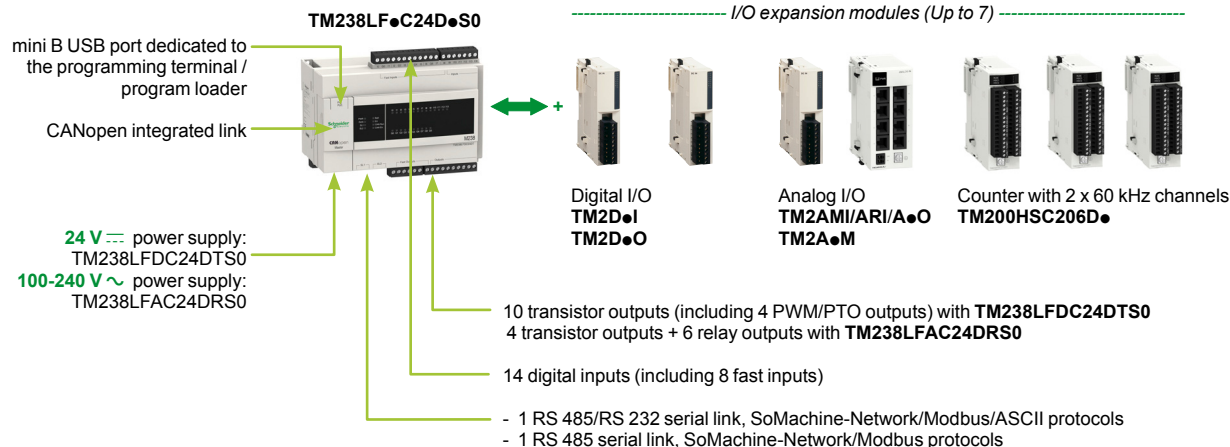 TM238LF●C24D●S0
I/O expansion modules (Up to 7)
mini B USB port dedicated to
the programming terminal /
program loader
CANopen integrated link
Schneider
CANopen
M238
+
Digital I/O
TM2D●I
TM2D●O
Analog I/O
TM2AMI/ARI/A●O
TM2A●M
Counter with 2 x 60 kHz channels
TM200HSC206D●
24 V ⎓ power supply:
TM238LFDC24DTS0
100-240 V ∿ power supply:
TM238LFAC24DRS0
10 transistor outputs (including 4 PWM/PTO outputs) with TM238LFDC24DTS0
4 transistor outputs + 6 relay outputs with TM238LFAC24DRS0
14 digital inputs (including 8 fast inputs)
- 1 RS 485/RS 232 serial link, SoMachine-Network/Modbus/ASCII protocols
- 1 RS 485 serial link, SoMachine-Network/Modbus protocols